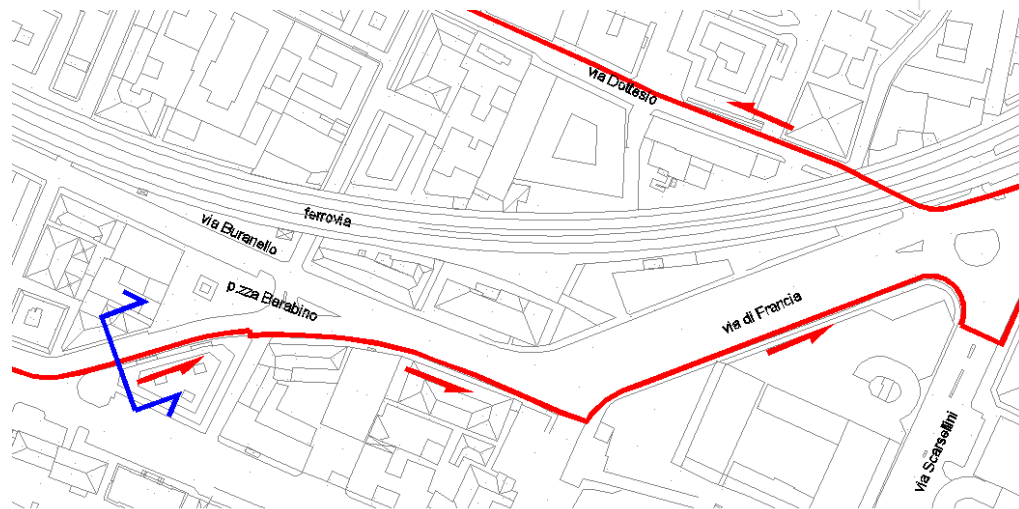 via Dottesio
ferrovia
via Buranello
p.zza Barabino
via di Francia
via Scarsellini